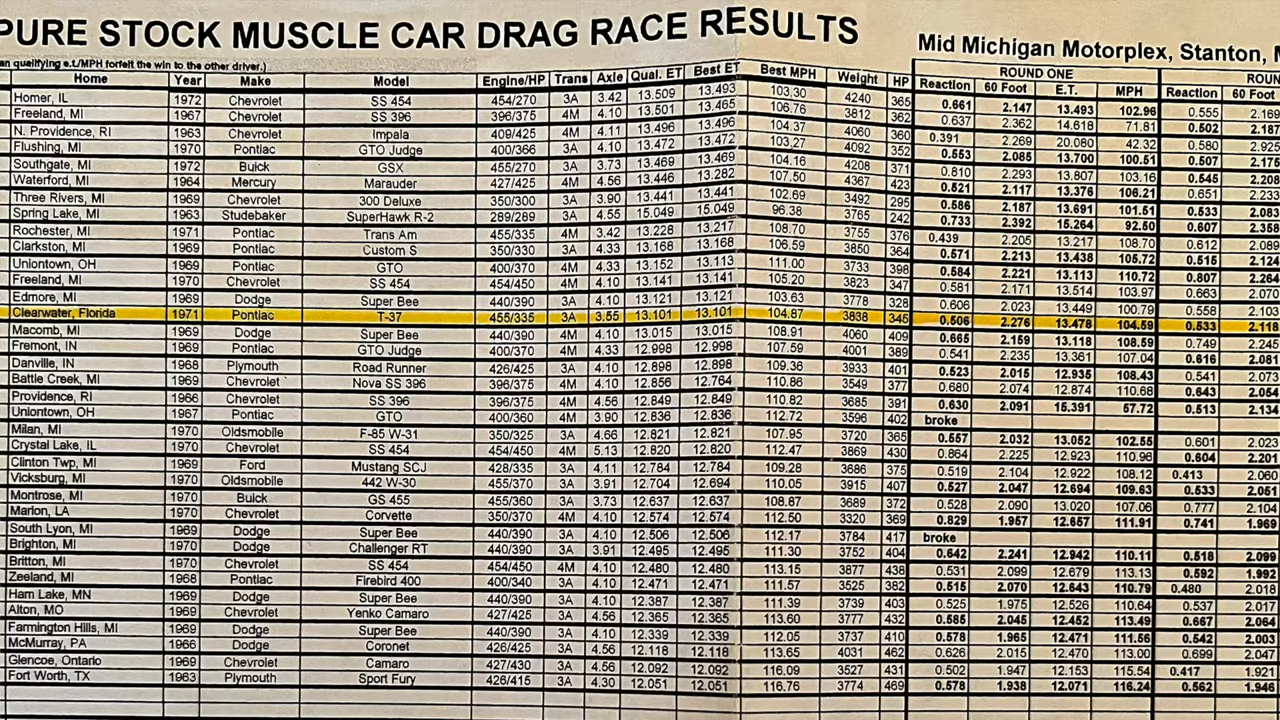 PURE STOCK MUSCLE CAR DRAG RACE RESULTS
Mid Michigan Motorplex, Stanton,
an qualifying e.t./MPH forfeit the win to the other driver.)
ROUND ONE ROUN
Home Year Make Model Engine/HP Trans Axle Qual. ET Best ET Best MPH Weight HP Reaction 60 Foot E.T. MPH Reaction 60 Foot
Homer, IL 1972 Chevrolet SS 454 454/270 3A 3.42 13.509 13.493 103.30 4240 365 0.661 2.147 13.493 102.96 0.555 2.169
Freeland, MI 1967 Chevrolet SS 396 396/375 4M 4.10 13.501 13.465 106.76 3812 362 0.637 2.362 14.618 71.81 0.502 2.187
N. Providence, RI 1963 Chevrolet Impala 409/425 4M 4.11 13.496 13.496 104.37 4060 360 0.391 2.269 20.080 42.32 0.580 2.925
Flushing, MI 1970 Pontiac GTO Judge 400/366 3A 4.10 13.472 13.472 103.27 4092 352 0.553 2.085 13.700 100.51 0.507 2.175
Southgate, MI 1972 Buick GSX 455/270 3A 3.73 13.469 13.469 104.16 4208 371 0.810 2.293 13.807 103.16 0.545 2.208
Waterford, MI 1964 Mercury Marauder 427/425 4M 4.56 13.446 13.282 107.50 4367 423 0.521 2.117 13.376 106.21 0.651 2.233
Three Rivers, MI 1969 Chevrolet 300 Deluxe 350/300 3A 3.90 13.441 13.441 102.69 3492 295 0.586 2.187 13.691 101.51 0.533 2.083
Spring Lake, MI 1963 Studebaker SuperHawk R-2 289/289 3A 4.55 15.049 15.049 96.38 3765 242 0.733 2.392 15.264 92.50 0.607 2.358
Rochester, MI 1971 Pontiac Trans Am 455/335 4M 3.42 13.228 13.217 108.70 3755 376 0.439 2.205 13.217 108.70 0.612 2.089
Clarkston, MI 1969 Pontiac Custom S 350/330 3A 4.33 13.168 13.168 106.59 3850 364 0.571 2.213 13.438 105.72 0.515 2.124
Uniontown, OH 1969 Pontiac GTO 400/370 4M 4.33 13.152 13.113 111.00 3733 398 0.584 2.221 13.113 110.72 0.807 2.264
Freeland, MI 1970 Chevrolet SS 454 454/450 4M 4.10 13.141 13.141 105.20 3823 347 0.581 2.171 13.514 103.97 0.663 2.070
Edmore, MI 1969 Dodge Super Bee 440/390 3A 4.10 13.121 13.121 103.63 3778 328 0.606 2.023 13.449 100.79 0.558 2.103
Clearwater, Florida 1971 Pontiac T-37 455/335 3A 3.55 13.101 13.101 104.87 3838 345 0.506 2.276 13.478 104.59 0.533 2.118
Macomb, MI 1969 Dodge Super Bee 440/390 4M 4.10 13.015 13.015 108.91 4060 409 0.665 2.159 13.118 108.59 0.749 2.245
Fremont, IN 1970 Pontiac GTO Judge 400/371 4M 4.33 12.998 12.998 107.59 4001 389 0.541 2.235 13.361 107.04 0.616 2.081
Danville, IN 1968 Plymouth Road Runner 426/425 3A 4.10 12.898 12.898 109.36 3933 401 0.523 2.015 12.935 108.43 0.541 2.073
Battle Creek, MI 1969 Chevrolet Nova SS 396 396/375 4M 4.10 12.856 12.764 110.86 3549 377 0.680 2.074 12.874 110.68 0.643 2.054
Providence, RI 1966 Chevrolet SS 396 396/375 4M 4.56 12.849 12.849 110.82 3685 391 0.630 2.091 15.391 57.72 0.513 2.134
Uniontown, OH 1967 Pontiac GTO 400/360 4M 3.90 12.836 12.836 112.72 3596 402 broke
Milan, MI 1970 Oldsmobile F-85 W-31 350/325 3A 4.66 12.821 12.821 107.95 3720 365 0.557 2.032 13.052 102.55 0.601 2.023
Crystal Lake, IL 1970 Chevrolet SS 454 454/450 4M 5.13 12.820 12.820 112.47 3869 430 0.864 2.225 12.923 110.96 0.604 2.201
Clinton Twp, MI 1969 Ford Mustang SCJ 428/335 3A 4.11 12.784 12.784 109.28 3686 375 0.519 2.104 12.922 108.12 0.413 2.060
Vicksburg, MI 1970 Oldsmobile 442 W-30 455/370 3A 3.91 12.704 12.694 110.05 3915 407 0.527 2.047 12.694 109.63 0.533 2.051
Montrose, MI 1970 Buick GS 455 455/360 3A 3.73 12.637 12.637 108.87 3689 372 0.528 2.090 13.020 107.06 0.777 2.104
Marion, LA 1970 Chevrolet Corvette 350/370 4M 4.10 12.574 12.574 112.50 3320 369 0.829 1.957 12.657 111.91 0.741 1.969
South Lyon, MI 1969 Dodge Super Bee 440/390 3A 4.10 12.506 12.506 112.17 3784 417 broke
Brighton, MI 1970 Dodge Challenger RT 440/390 3A 3.91 12.495 12.495 111.30 3752 404 0.642 2.241 12.942 110.11 0.518 2.099
Britton, MI 1970 Chevrolet SS 454 454/450 4M 4.10 12.480 12.480 113.15 3877 438 0.531 2.099 12.679 113.13 0.592 1.992
Zeeland, MI 1968 Pontiac Firebird 400 400/340 3A 4.10 12.471 12.471 111.57 3525 382 0.515 2.070 12.643 110.79 0.480 2.018
Ham Lake, MN 1969 Dodge Super Bee 440/390 3A 4.10 12.387 12.387 111.39 3739 403 0.525 1.975 12.526 110.64 0.537 2.017
Alton, MO 1969 Chevrolet Yenko Camaro 427/425 4M 4.56 12.365 12.365 113.60 3777 432 0.585 2.045 12.452 113.49 0.667 2.064
Farmington Hills, MI 1969 Dodge Super Bee 440/390 3A 4.10 12.339 12.339 112.05 3737 410 0.578 1.965 12.471 111.56 0.542 2.003
McMurray, PA 1966 Dodge Coronet 426/425 3A 4.56 12.118 12.118 113.65 4031 462 0.626 2.015 12.470 113.00 0.699 2.047
Glencoe, Ontario 1969 Chevrolet Camaro 427/430 3A 4.56 12.092 12.092 116.09 3527 431 0.502 1.947 12.153 115.54 0.417 1.921
Fort Worth, TX 1963 Plymouth Sport Fury 426/415 3A 4.30 12.051 12.051 116.76 3774 469 0.578 1.938 12.071 116.24 0.562 1.946